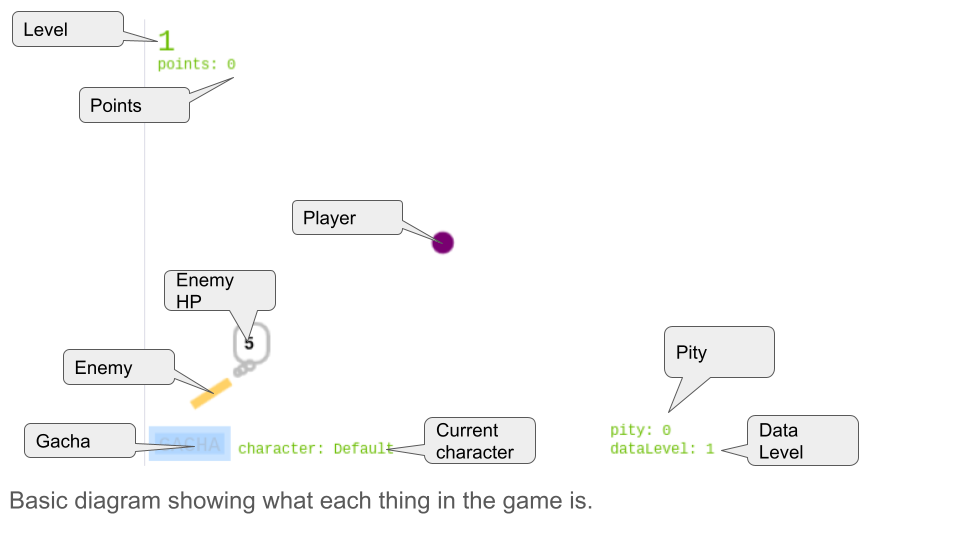 Level
1
points: 0
Points
Player
Enemy
HP
5
Enemy
Pity
Gacha
GACHA
character: Default
Current
character
pity: 0
dataLevel: 1
Data
Level
Basic diagram showing what each thing in the game is.